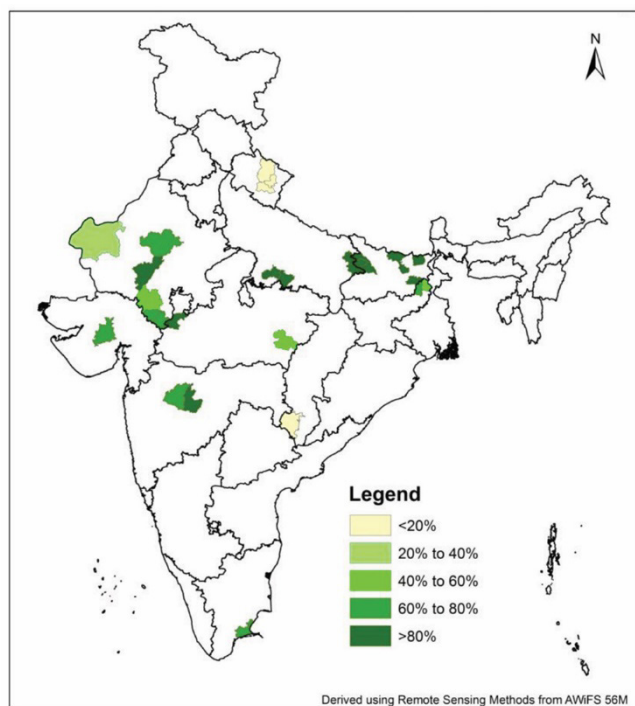 N
Legend
<20%
20% to 40%
40% to 60%
60% to 80%
>80%
Derived using Remote Sensing Methods from AWiFS 56M